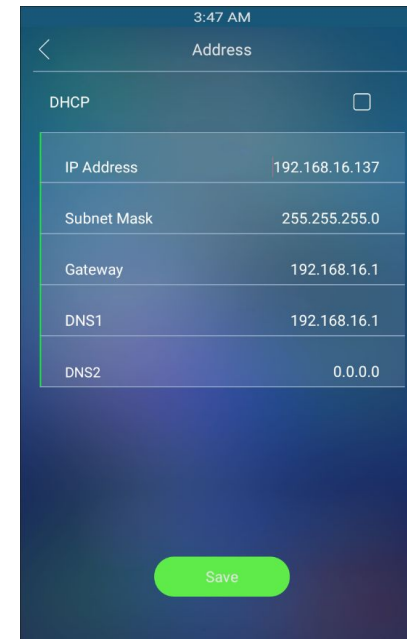 3:47 AM
Address
DHCP
IP Address 192.168.16.137
Subnet Mask 255.255.255.0
Gateway 192.168.16.1
DNS1 192.168.16.1
DNS2 0.0.0.0
Save